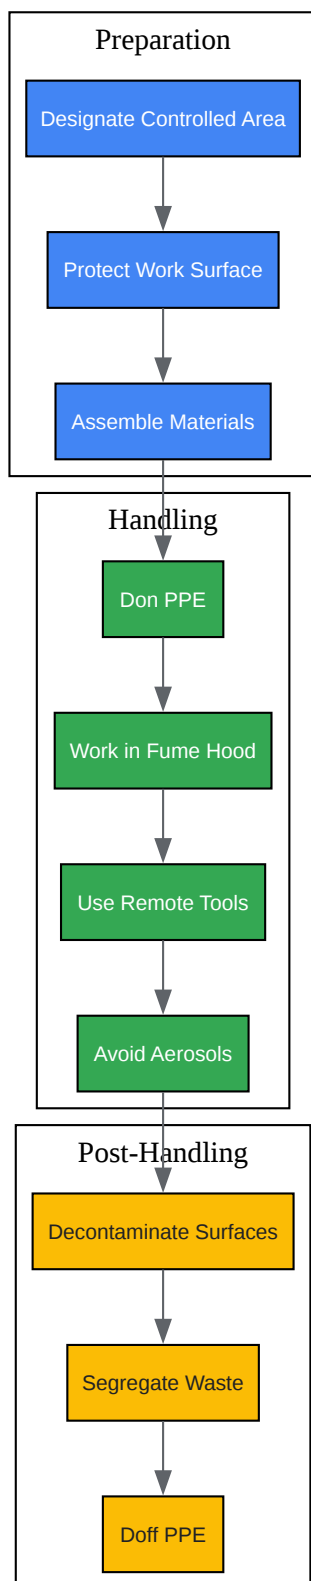 Preparation
Designate Controlled Area
Protect Work Surface
Assemble Materials
Handling
Don PPE
Work in Fume Hood
Use Remote Tools
Avoid Aerosols
Post-Handling
Decontaminate Surfaces
Segregate Waste
Doff PPE